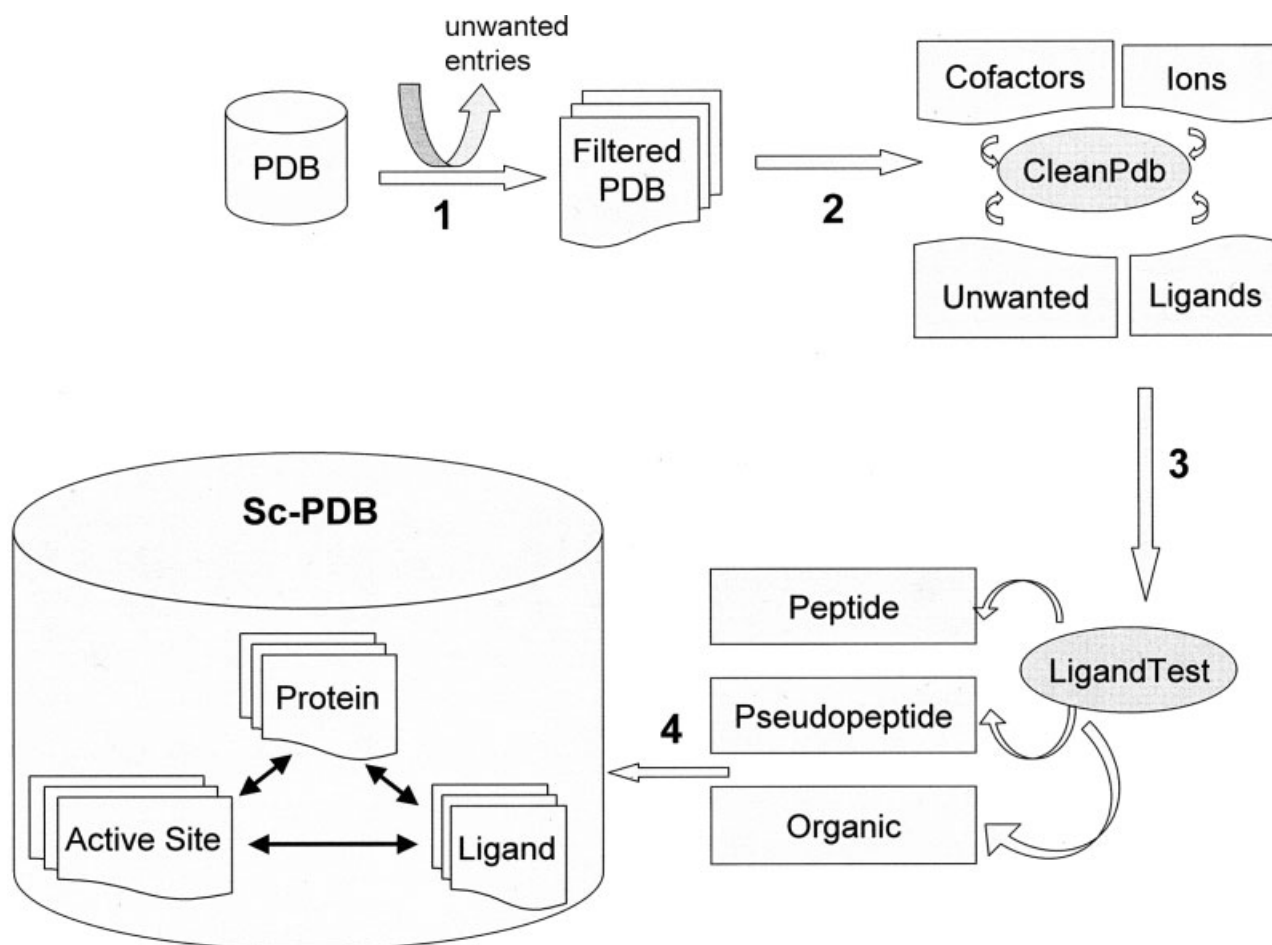 unwanted
entries
PDB
1
Filtered
PDB
2
Cofactors
Ions
CleanPdb
Unwanted
Ligands
3
Sc-PDB
Protein
Active Site
Ligand
4
Peptide
Pseudopeptide
Organic
LigandTest